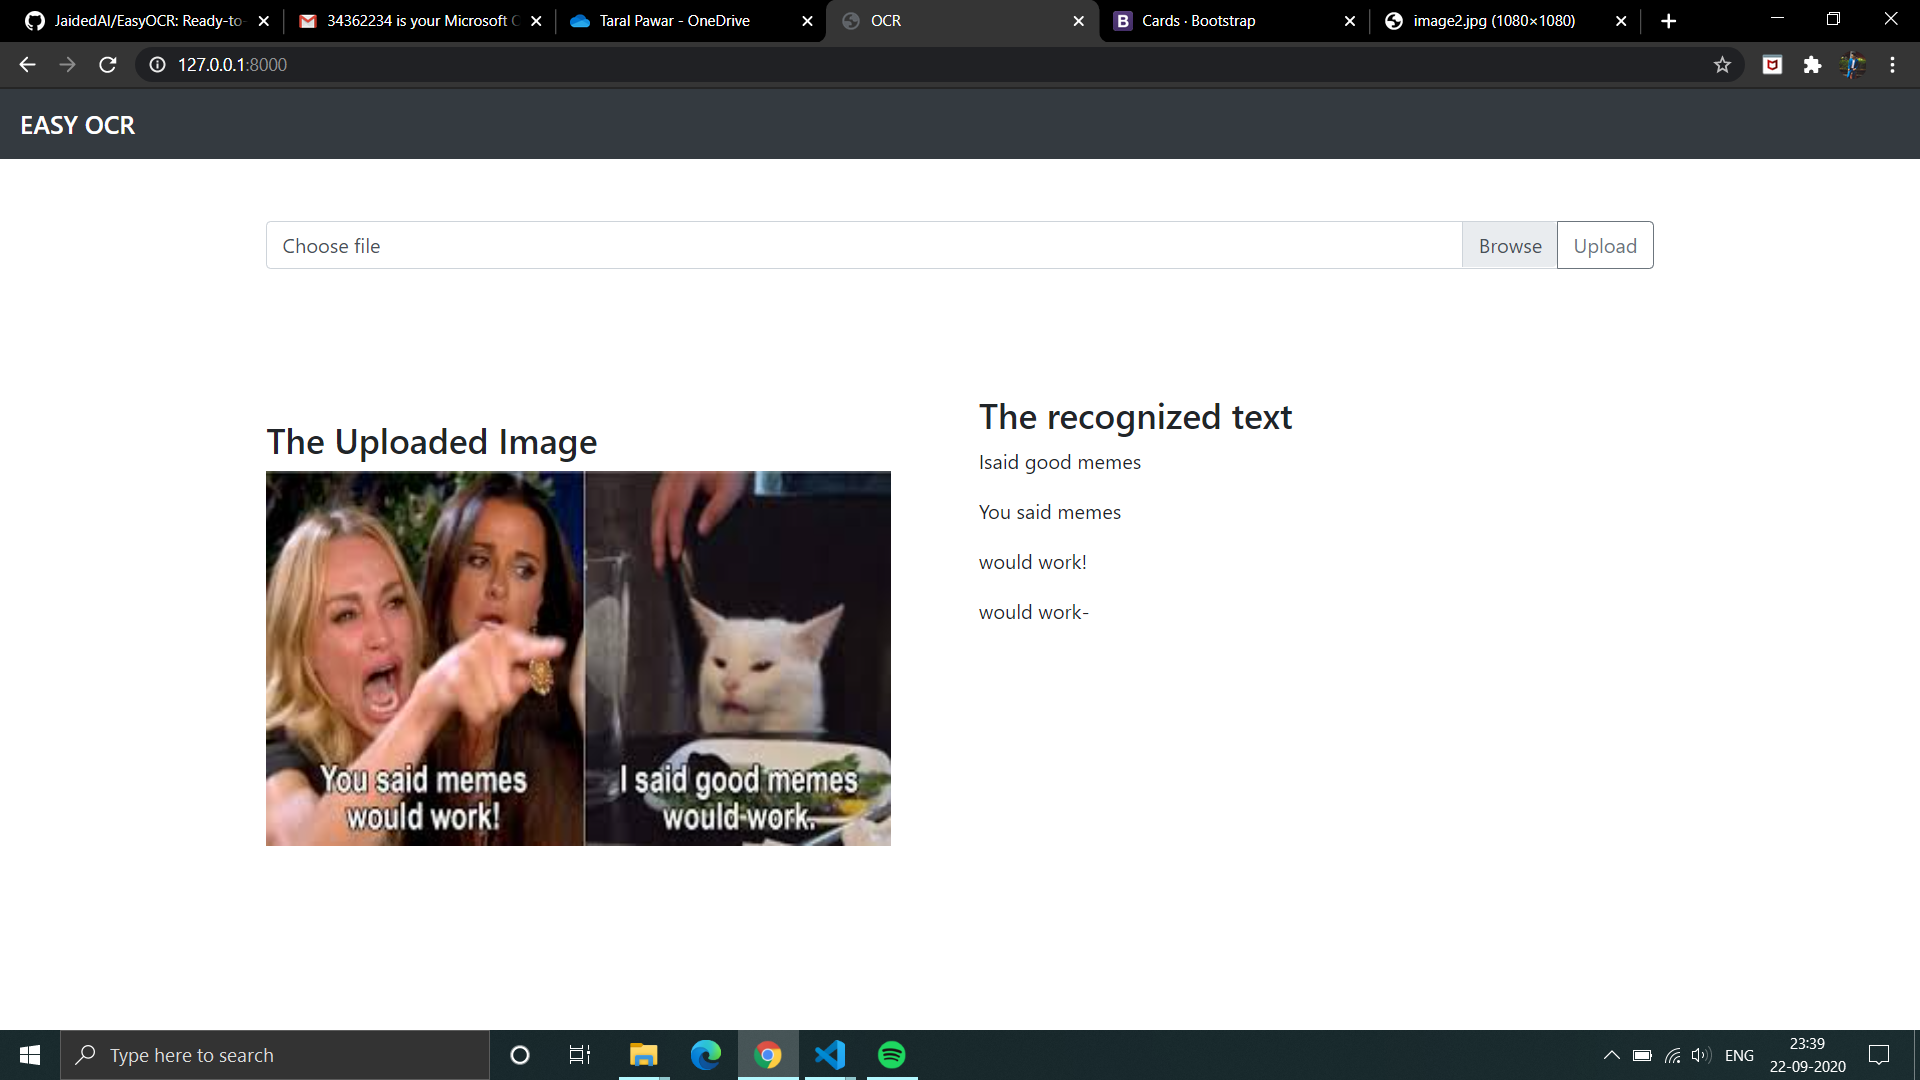 JaidedAI/EasyOCR: Ready-to-
34362234 is your Microsoft
Taral Pawar - OneDrive
OCR
Cards · Bootstrap
image2.jpg (1080×1080)
127.0.0.1:8000
EASY OCR
Choose file
Browse
Upload
The Uploaded Image
You said memes
would work!
I said good memes
would work.
The recognized text
Isaid good memes
You said memes
would work!
would work-
Type here to search
ENG
23:39
22-09-2020